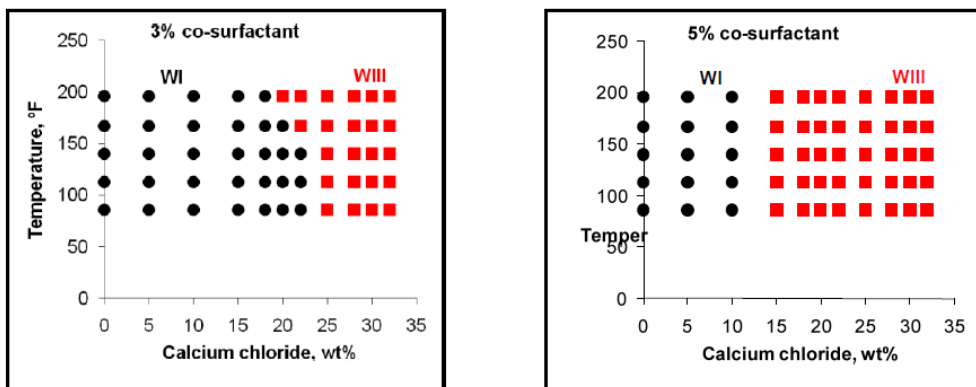 3% co-surfactant
WI WIII
250
200
150
100
50
0
Temperature, ºF
0 5 10 15 20 25 30 35
Calcium chloride, wt%
5% co-surfactant
WI WIII
250
200
150
100
50
0
Temper
0 5 10 15 20 25 30 35
Calcium chloride, wt%